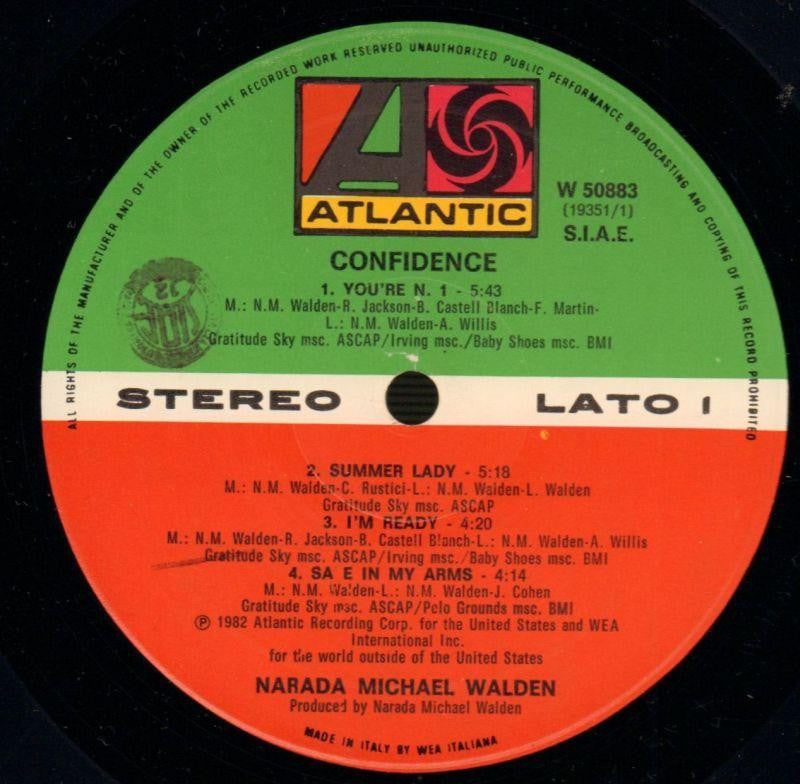 ALL RIGHTS OF THE MANUFACTURER AND OF THE OWNER OF THE RECORDED WORK RESERVED UNAUTHORIZED PUBLIC PERFORMANCE BROADCASTING AND COPYING OF THIS RECORD PROHIBITED
ATLANTIC
W 50883
(19351/1)
S.I.A.E.
CONFIDENCE
1. YOU'RE N. 1 - 5:43
M.: N.M. Walden-R. Jackson-B. Castell Blanch-F. Martin-
L.: N.M. Walden-A. Willis
Gratitude Sky msc. ASCAP/Irving msc./Baby Shoes msc. BMI
STEREO
LATO 1
2. SUMMER LADY - 5:18
M.: N.M. Walden-C. Rustici-L.: N.M. Walden-L. Walden
Gratitude Sky msc. ASCAP
3. I'M READY - 4:20
M.: N.M. Walden-R. Jackson-B. Castell Blanch-L.: N.M. Walden-A. Willis
Gratitude Sky msc. ASCAP/Irving msc./Baby Shoes msc. BMI
4. SA E IN MY ARMS - 4:14
M.: N.M. Walden-L.: N.M. Walden-J. Cohen
Gratitude Sky msc. ASCAP/Polo Grounds msc. BMI
℗ 1982 Atlantic Recording Corp. for the United States and WEA
International Inc.
for the world outside of the United States
NARADA MICHAEL WALDEN
Produced by Narada Michael Walden
MADE IN ITALY BY WEA ITALIANA